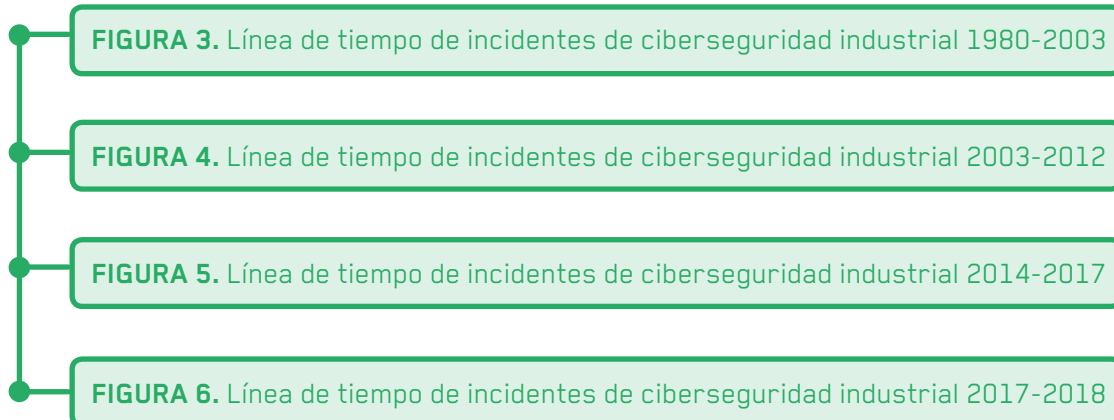 FIGURA 3. Línea de tiempo de incidentes de ciberseguridad industrial 1980-2003
FIGURA 4. Línea de tiempo de incidentes de ciberseguridad industrial 2003-2012
FIGURA 5. Línea de tiempo de incidentes de ciberseguridad industrial 2014-2017
FIGURA 6. Línea de tiempo de incidentes de ciberseguridad industrial 2017-2018